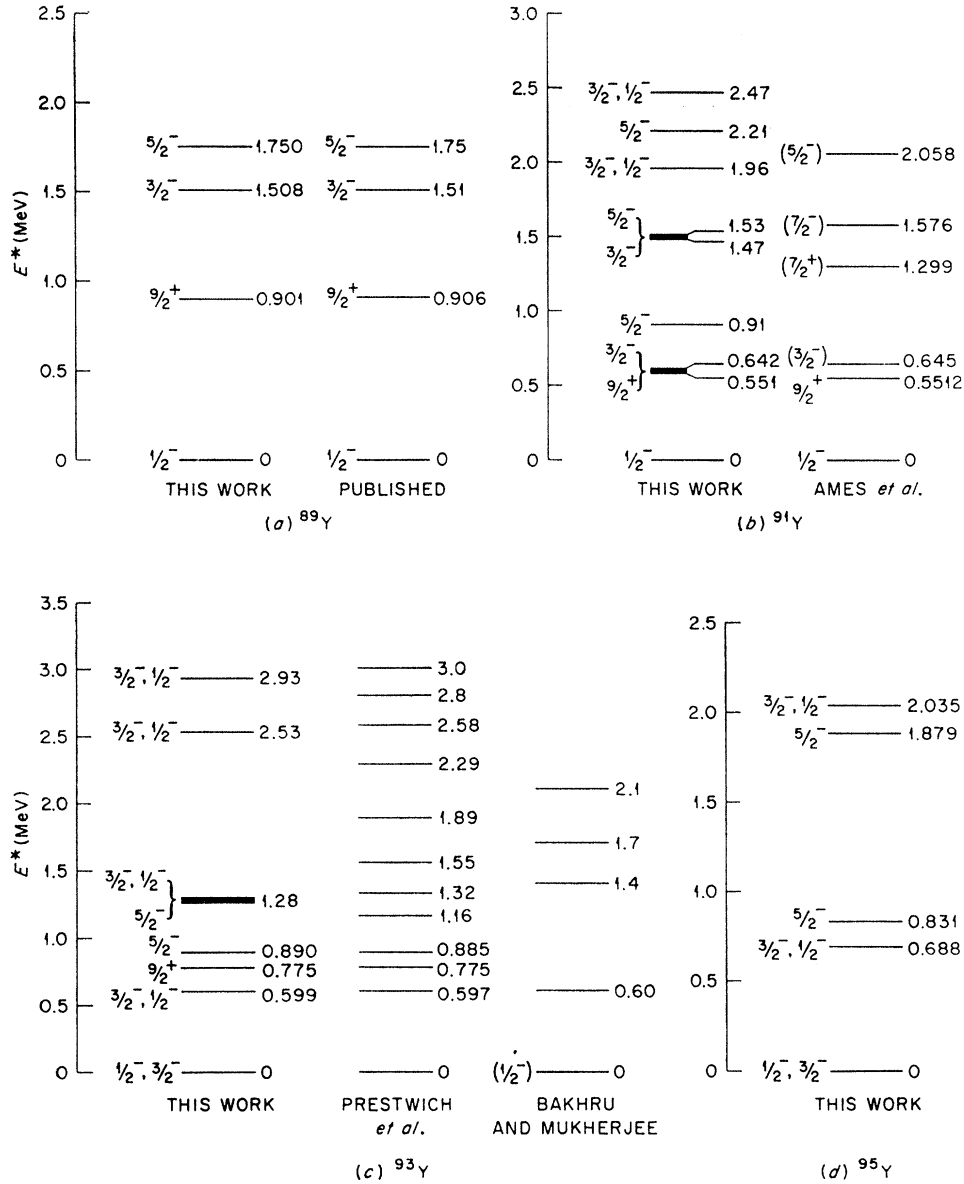 2.5
2.0
1.5
1.0
0.5
0
E*(MeV)
5/2⁻ 1.750
3/2⁻ 1.508
9/2⁺ 0.901
1/2⁻ 0
THIS WORK
5/2⁻ 1.75
3/2⁻ 1.51
9/2⁺ 0.906
1/2⁻ 0
PUBLISHED
(a) ⁸⁹Y
3.0
2.5
2.0
1.5
1.0
0.5
0
3/2⁻, 1/2⁻ 2.47
5/2⁻ 2.21
3/2⁻, 1/2⁻ 1.96
5/2⁻ 1.53
3/2⁻ 1.47
5/2⁻ 0.91
3/2⁻ 0.642
9/2⁺ 0.551
1/2⁻ 0
THIS WORK
(5/2⁻) 2.058
(7/2⁻) 1.576
(7/2⁺) 1.299
(3/2⁻) 0.645
9/2⁺ 0.5512
1/2⁻ 0
AMES et al.
(b) ⁹¹Y
3.5
3.0
2.5
2.0
1.5
1.0
0.5
0
E*(MeV)
3/2⁻, 1/2⁻ 2.93
3/2⁻, 1/2⁻ 2.53
3/2⁻, 1/2⁻
1.28
5/2⁻
5/2⁻ 0.890
9/2⁺ 0.775
3/2⁻, 1/2⁻ 0.599
1/2⁻, 3/2⁻ 0
THIS WORK
3.0
2.8
2.58
2.29
1.89
1.55
1.32
1.16
0.885
0.775
0.597
0
PRESTWICH
et al.
2.1
1.7
1.4
0.60
(1/2⁻) 0
BAKHRU
AND MUKHERJEE
(c) ⁹³Y
2.5
2.0
1.5
1.0
0.5
0
3/2⁻, 1/2⁻ 2.035
5/2⁻ 1.879
5/2⁻ 0.831
3/2⁻, 1/2⁻ 0.688
1/2⁻, 3/2⁻ 0
THIS WORK
(d) ⁹⁵Y